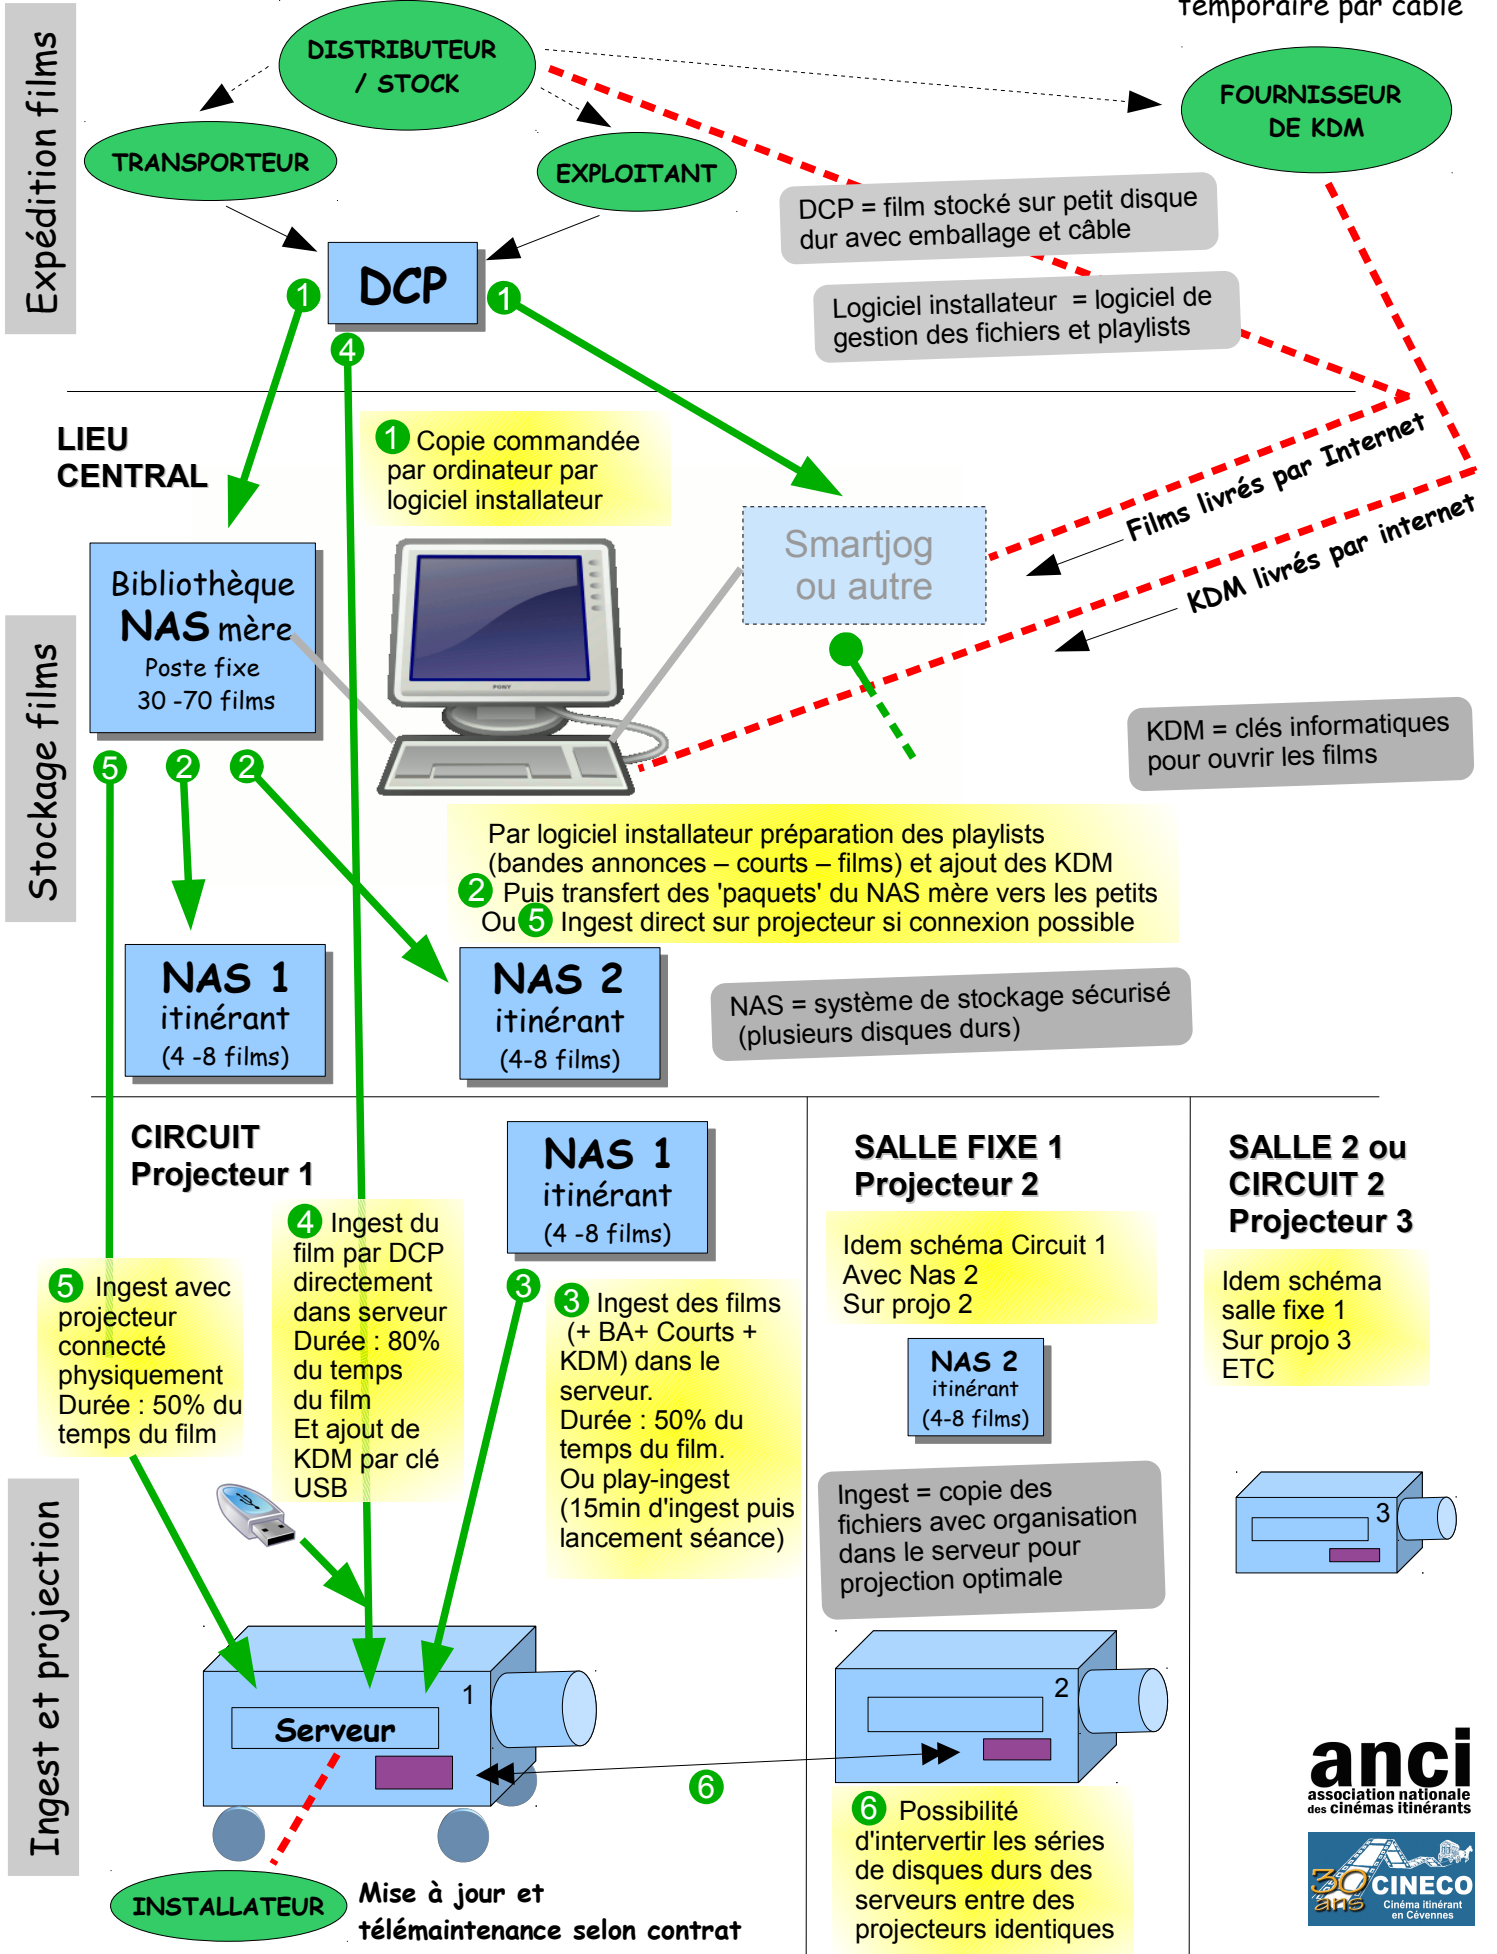 temporaire par câble
Expédition films
DISTRIBUTEUR
/ STOCK
FOURNISSEUR
DE KDM
TRANSPORTEUR
EXPLOITANT
DCP = film stocké sur petit disque
dur avec emballage et câble
DCP
1
1
4
Logiciel installateur = logiciel de
gestion des fichiers et playlists
LIEU
CENTRAL
1 Copie commandée
par ordinateur par
logiciel installateur
Films livrés par Internet
KDM livrés par internet
Smartjog
ou autre
Stockage films
Bibliothèque
NAS mère
Poste fixe
30 -70 films
PONY
5
2
2
KDM = clés informatiques
pour ouvrir les films
Par logiciel installateur préparation des playlists
(bandes annonces – courts – films) et ajout des KDM
2 Puis transfert des 'paquets' du NAS mère vers les petits
Ou 5 Ingest direct sur projecteur si connexion possible
NAS 1
itinérant
(4 -8 films)
NAS 2
itinérant
(4-8 films)
NAS = système de stockage sécurisé
(plusieurs disques durs)
Ingest et projection
CIRCUIT
Projecteur 1
NAS 1
itinérant
(4 -8 films)
5 Ingest avec
projecteur
connecté
physiquement
Durée : 50% du
temps du film
4 Ingest du
film par DCP
directement
dans serveur
Durée : 80%
du temps
du film
Et ajout de
KDM par clé
USB
3
3 Ingest des films
(+ BA+ Courts +
KDM) dans le
serveur.
Durée : 50% du
temps du film.
Ou play-ingest
(15min d'ingest puis
lancement séance)
SALLE FIXE 1
Projecteur 2
Idem schéma Circuit 1
Avec Nas 2
Sur projo 2
NAS 2
itinérant
(4-8 films)
Ingest = copie des
fichiers avec organisation
dans le serveur pour
projection optimale
SALLE 2 ou
CIRCUIT 2
Projecteur 3
Idem schéma
salle fixe 1
Sur projo 3
ETC
3
1
Serveur
2
6
6 Possibilité
d'intervertir les séries
de disques durs des
serveurs entre des
projecteurs identiques
INSTALLATEUR
Mise à jour et
télémaintenance selon contrat
anci
association nationale
des cinémas itinérants
30 ans
CINECO
Cinéma itinérant
en Cévennes